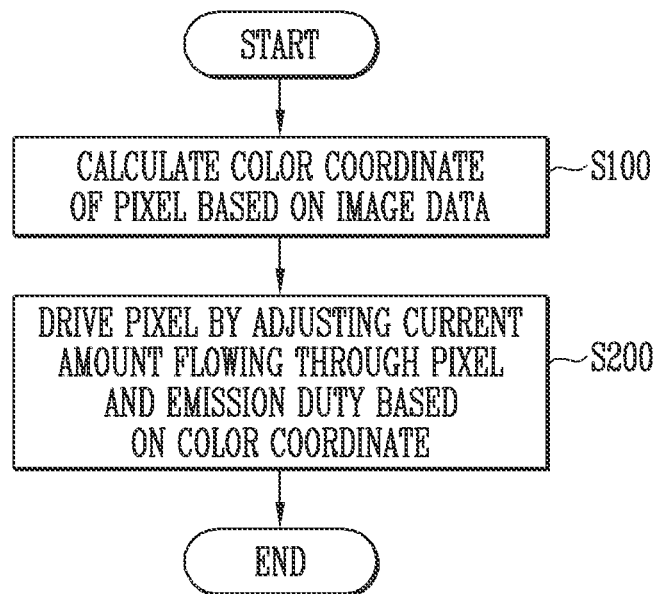 START
CALCULATE COLOR COORDINATE
OF PIXEL BASED ON IMAGE DATA
S100
DRIVE PIXEL BY ADJUSTING CURRENT
AMOUNT FLOWING THROUGH PIXEL
AND EMISSION DUTY BASED
ON COLOR COORDINATE
S200
END